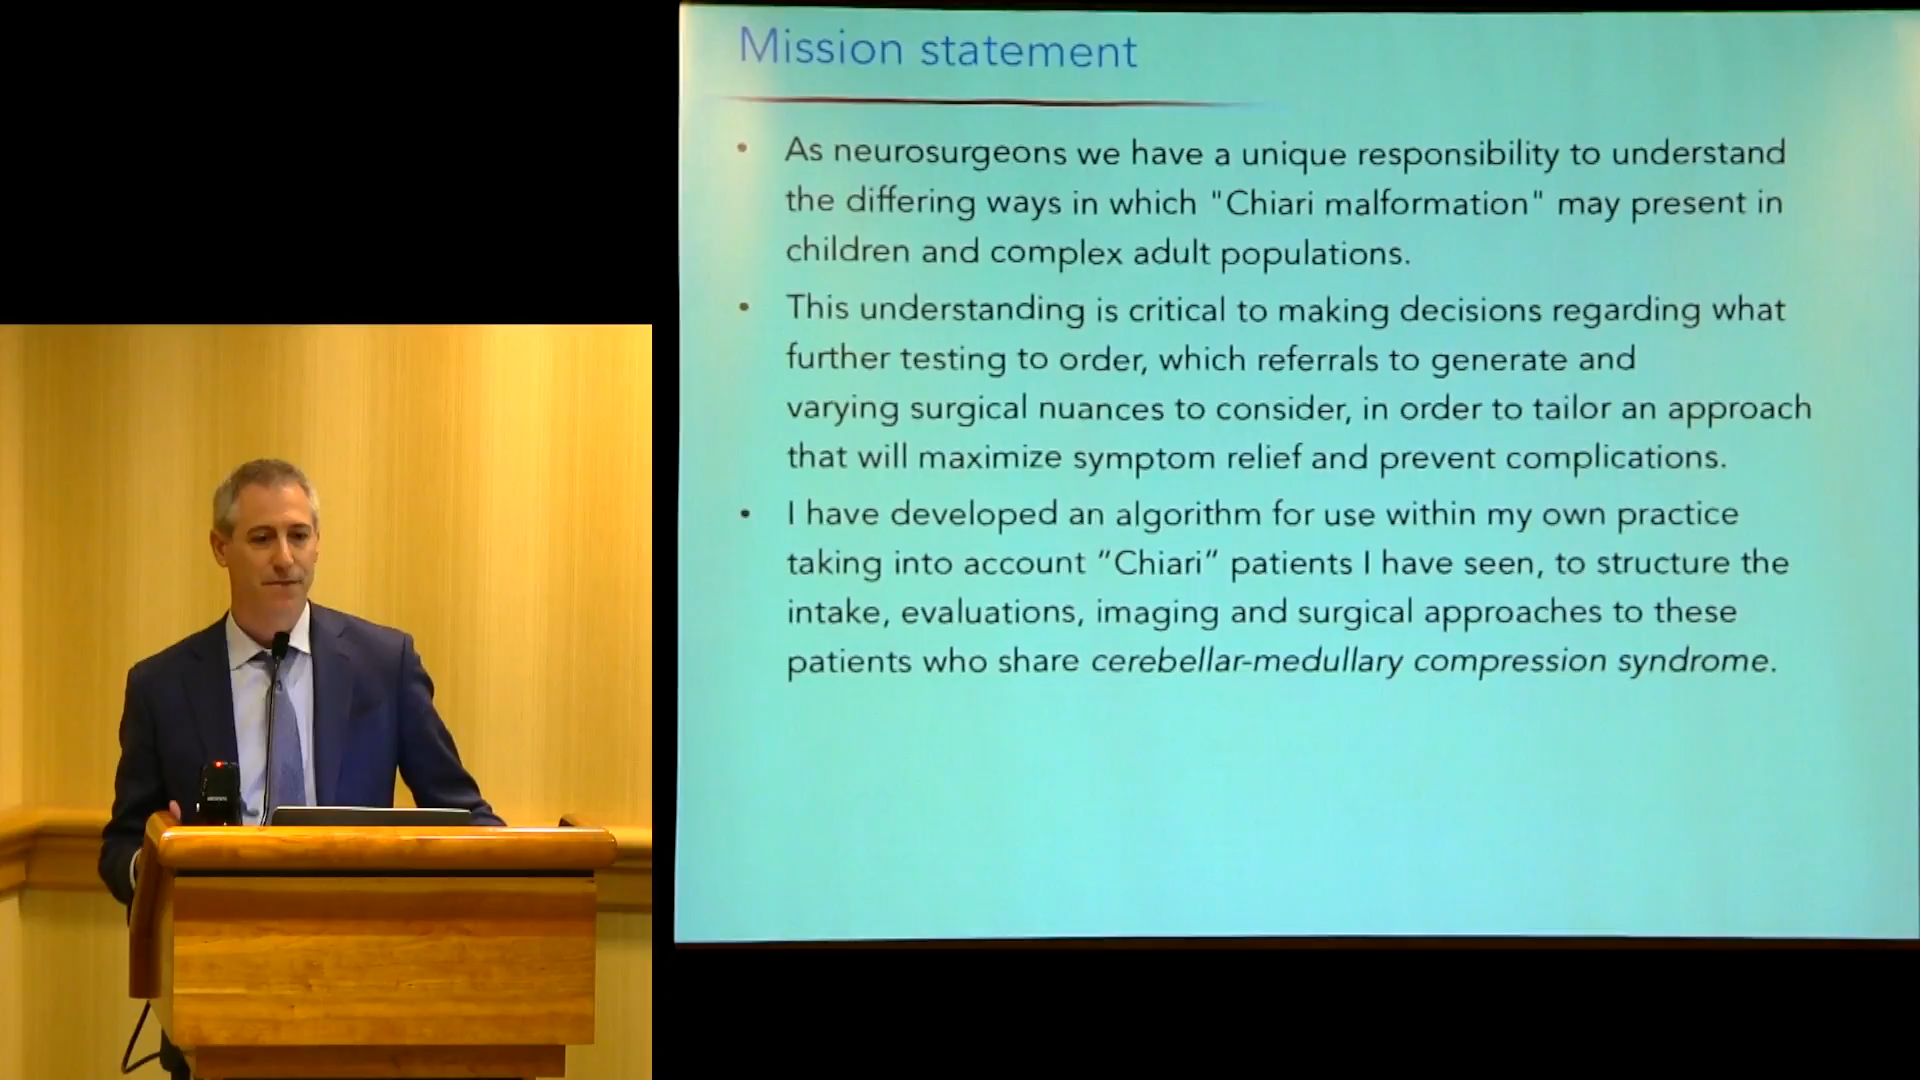 Mission statement
• As neurosurgeons we have a unique responsibility to understand
the differing ways in which "Chiari malformation" may present in
children and complex adult populations.
• This understanding is critical to making decisions regarding what
further testing to order, which referrals to generate and
varying surgical nuances to consider, in order to tailor an approach
that will maximize symptom relief and prevent complications.
• I have developed an algorithm for use within my own practice
taking into account “Chiari” patients I have seen, to structure the
intake, evaluations, imaging and surgical approaches to these
patients who share cerebellar-medullary compression syndrome.